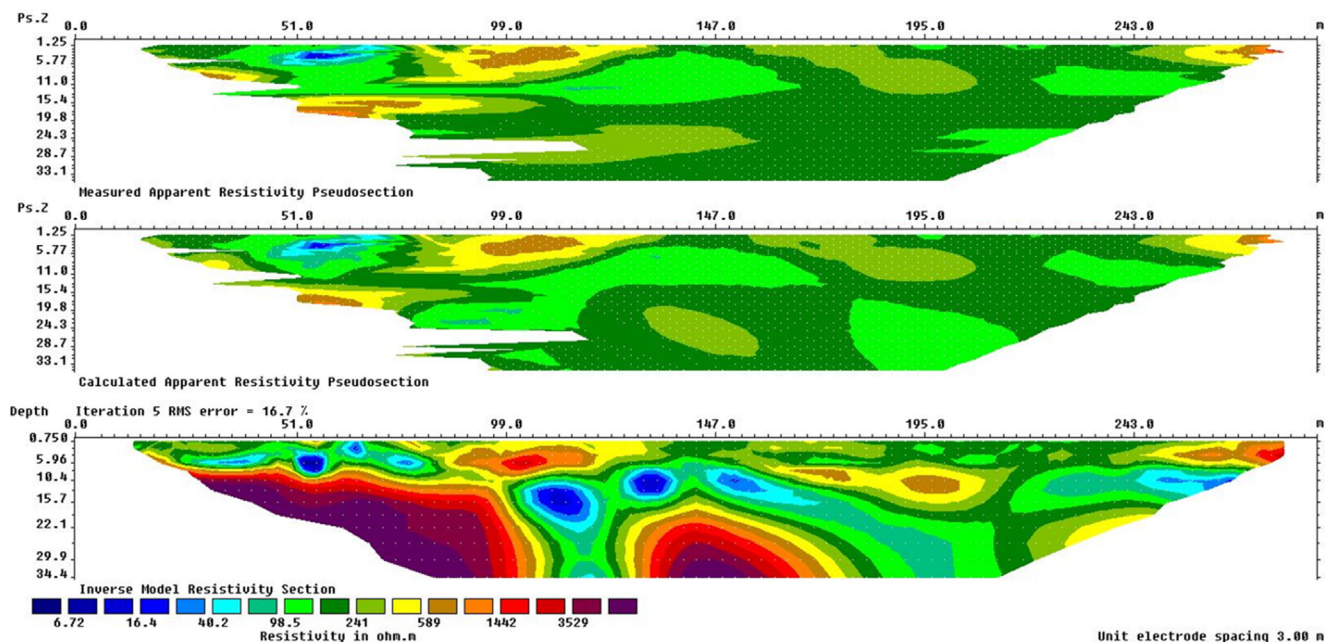 Ps.Z 0.0 51.0 99.0 147.0 195.0 243.0 m
1.25
5.77
11.0
15.4
19.8
24.3
28.7
33.1
Measured Apparent Resistivity Pseudosection
Ps.Z 0.0 51.0 99.0 147.0 195.0 243.0 m
1.25
5.77
11.0
15.4
19.8
24.3
28.7
33.1
Calculated Apparent Resistivity Pseudosection
Depth Iteration 5 RMS error = 16.7 %
0.0 51.0 99.0 147.0 195.0 243.0 m
0.750
5.96
10.4
15.7
22.1
29.9
34.4
Inverse Model Resistivity Section
6.72 16.4 40.2 98.5 241 589 1442 3529
Resistivity in ohm.m
Unit electrode spacing 3.00 m